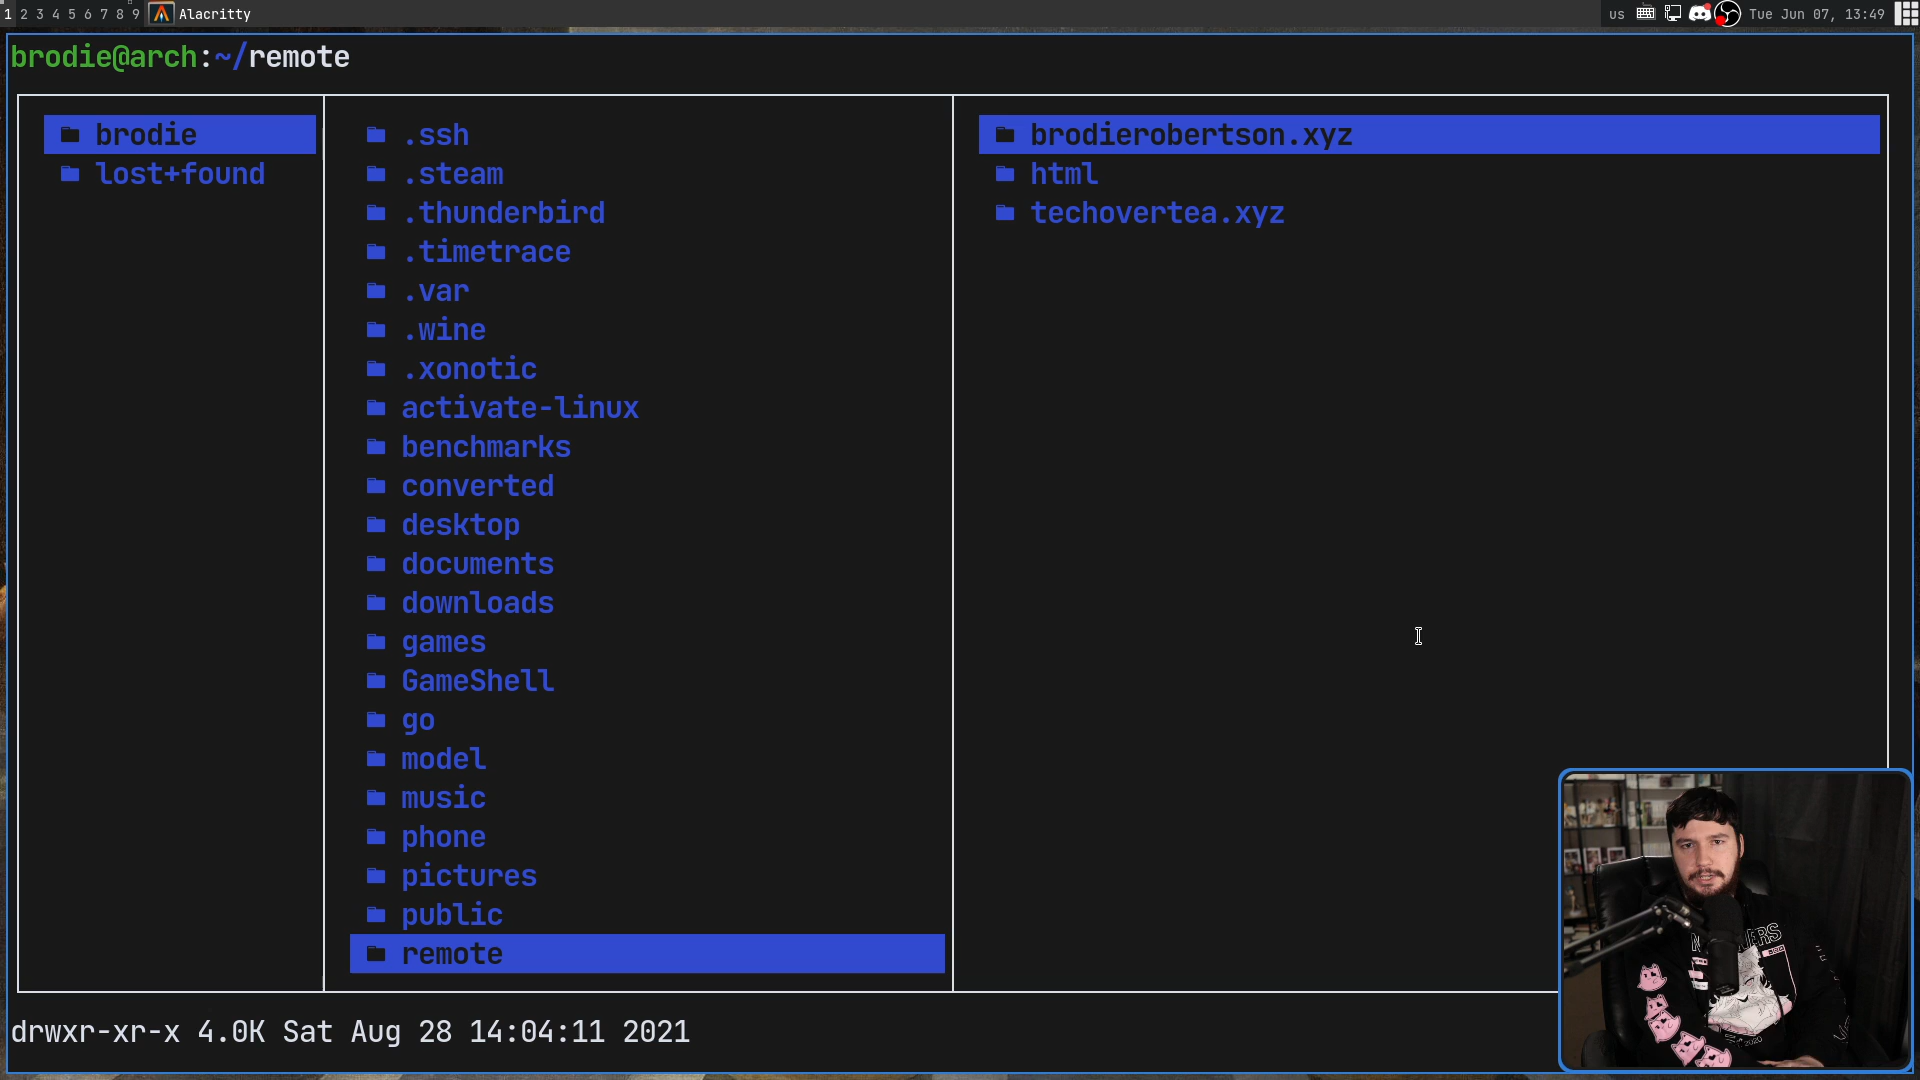 1 2 3 4 5 6 7 8 9 Alacritty us Tue Jun 07, 13:49
brodie@arch:~/remote
brodie
lost+found
.ssh
.steam
.thunderbird
.timetrace
.var
.wine
.xonotic
activate-linux
benchmarks
converted
desktop
documents
downloads
games
GameShell
go
model
music
phone
pictures
public
remote
brodierobertson.xyz
html
techovertea.xyz
drwxr-xr-x 4.0K Sat Aug 28 14:04:11 2021
2020